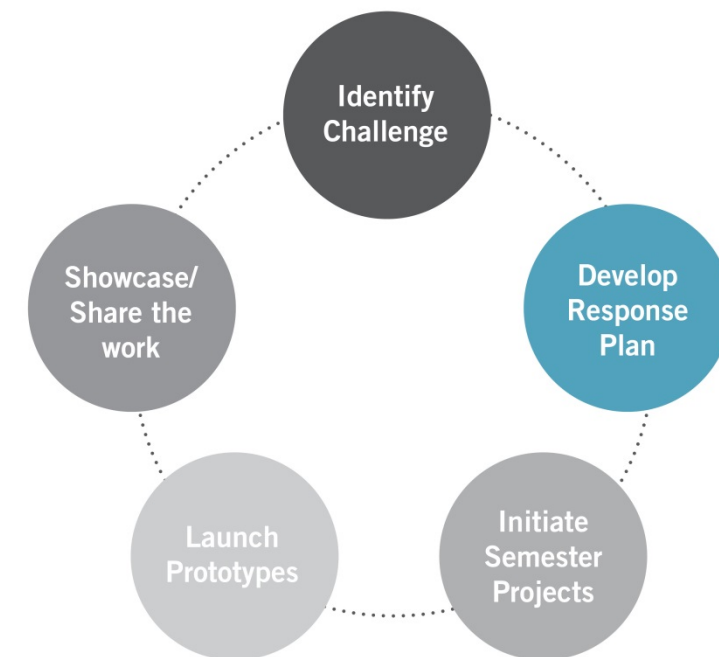 Identify
Challenge
Develop
Response
Plan
Initiate
Semester
Projects
Launch
Prototypes
Showcase/
Share the
work